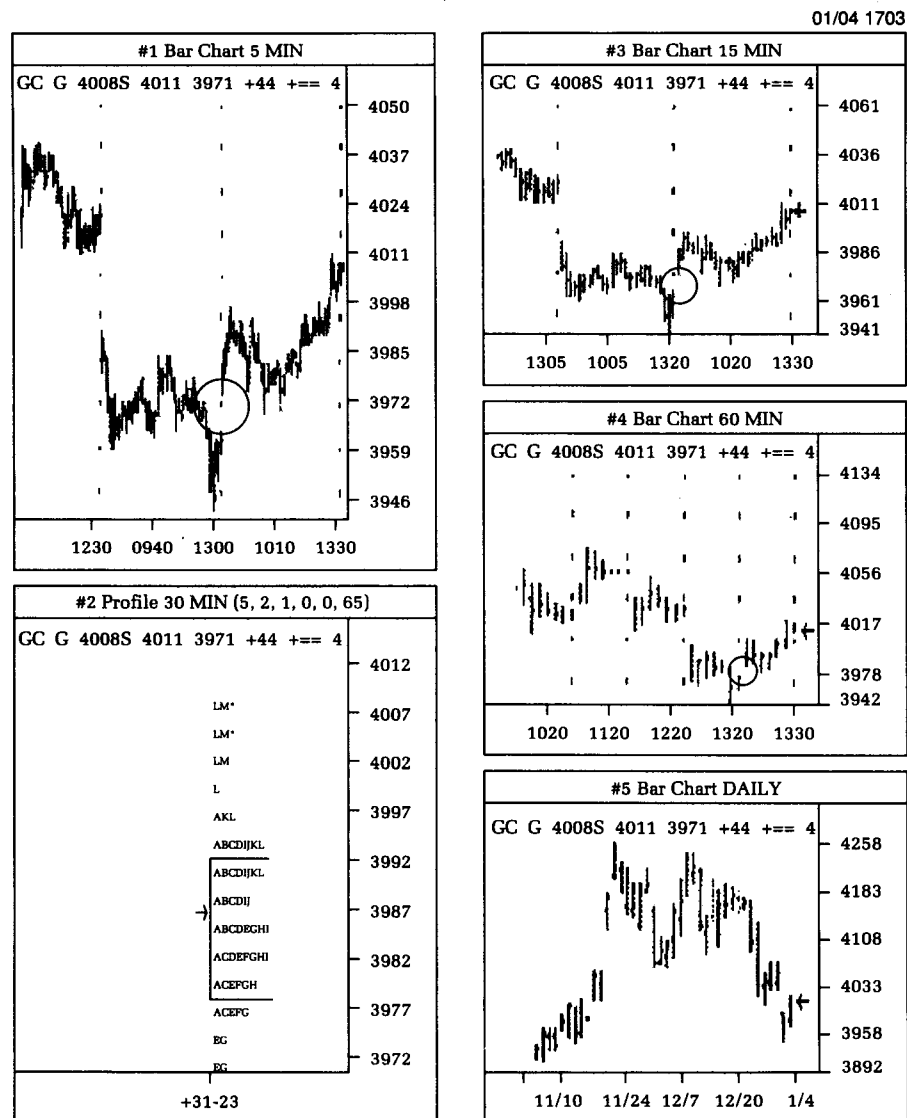 01/04 1703
#1 Bar Chart 5 MIN
GC G 4008S 4011 3971 +44 +== 4
4050
4037
4024
4011
3998
3985
3972
3959
3946
1230 0940 1300 1010 1330
#2 Profile 30 MIN (5, 2, 1, 0, 0, 65)
GC G 4008S 4011 3971 +44 +== 4
4012
LM*
4007
LM*
LM
4002
L
3997
AKL
ABCDIJKL
3992
ABCDIJKL
ABCDIJ
3987
ABCDEGHI
ACDEFGHI
3982
ACEFGH
3977
ACEFG
EG
3972
EG
+31-23
#3 Bar Chart 15 MIN
GC G 4008S 4011 3971 +44 +== 4
4061
4036
4011
3986
3961
3941
1305 1005 1320 1020 1330
#4 Bar Chart 60 MIN
GC G 4008S 4011 3971 +44 +== 4
4134
4095
4056
4017
3978
3942
1020 1120 1220 1320 1330
#5 Bar Chart DAILY
GC G 4008S 4011 3971 +44 +== 4
4258
4183
4108
4033
3958
3892
11/10 11/24 12/7 12/20 1/4